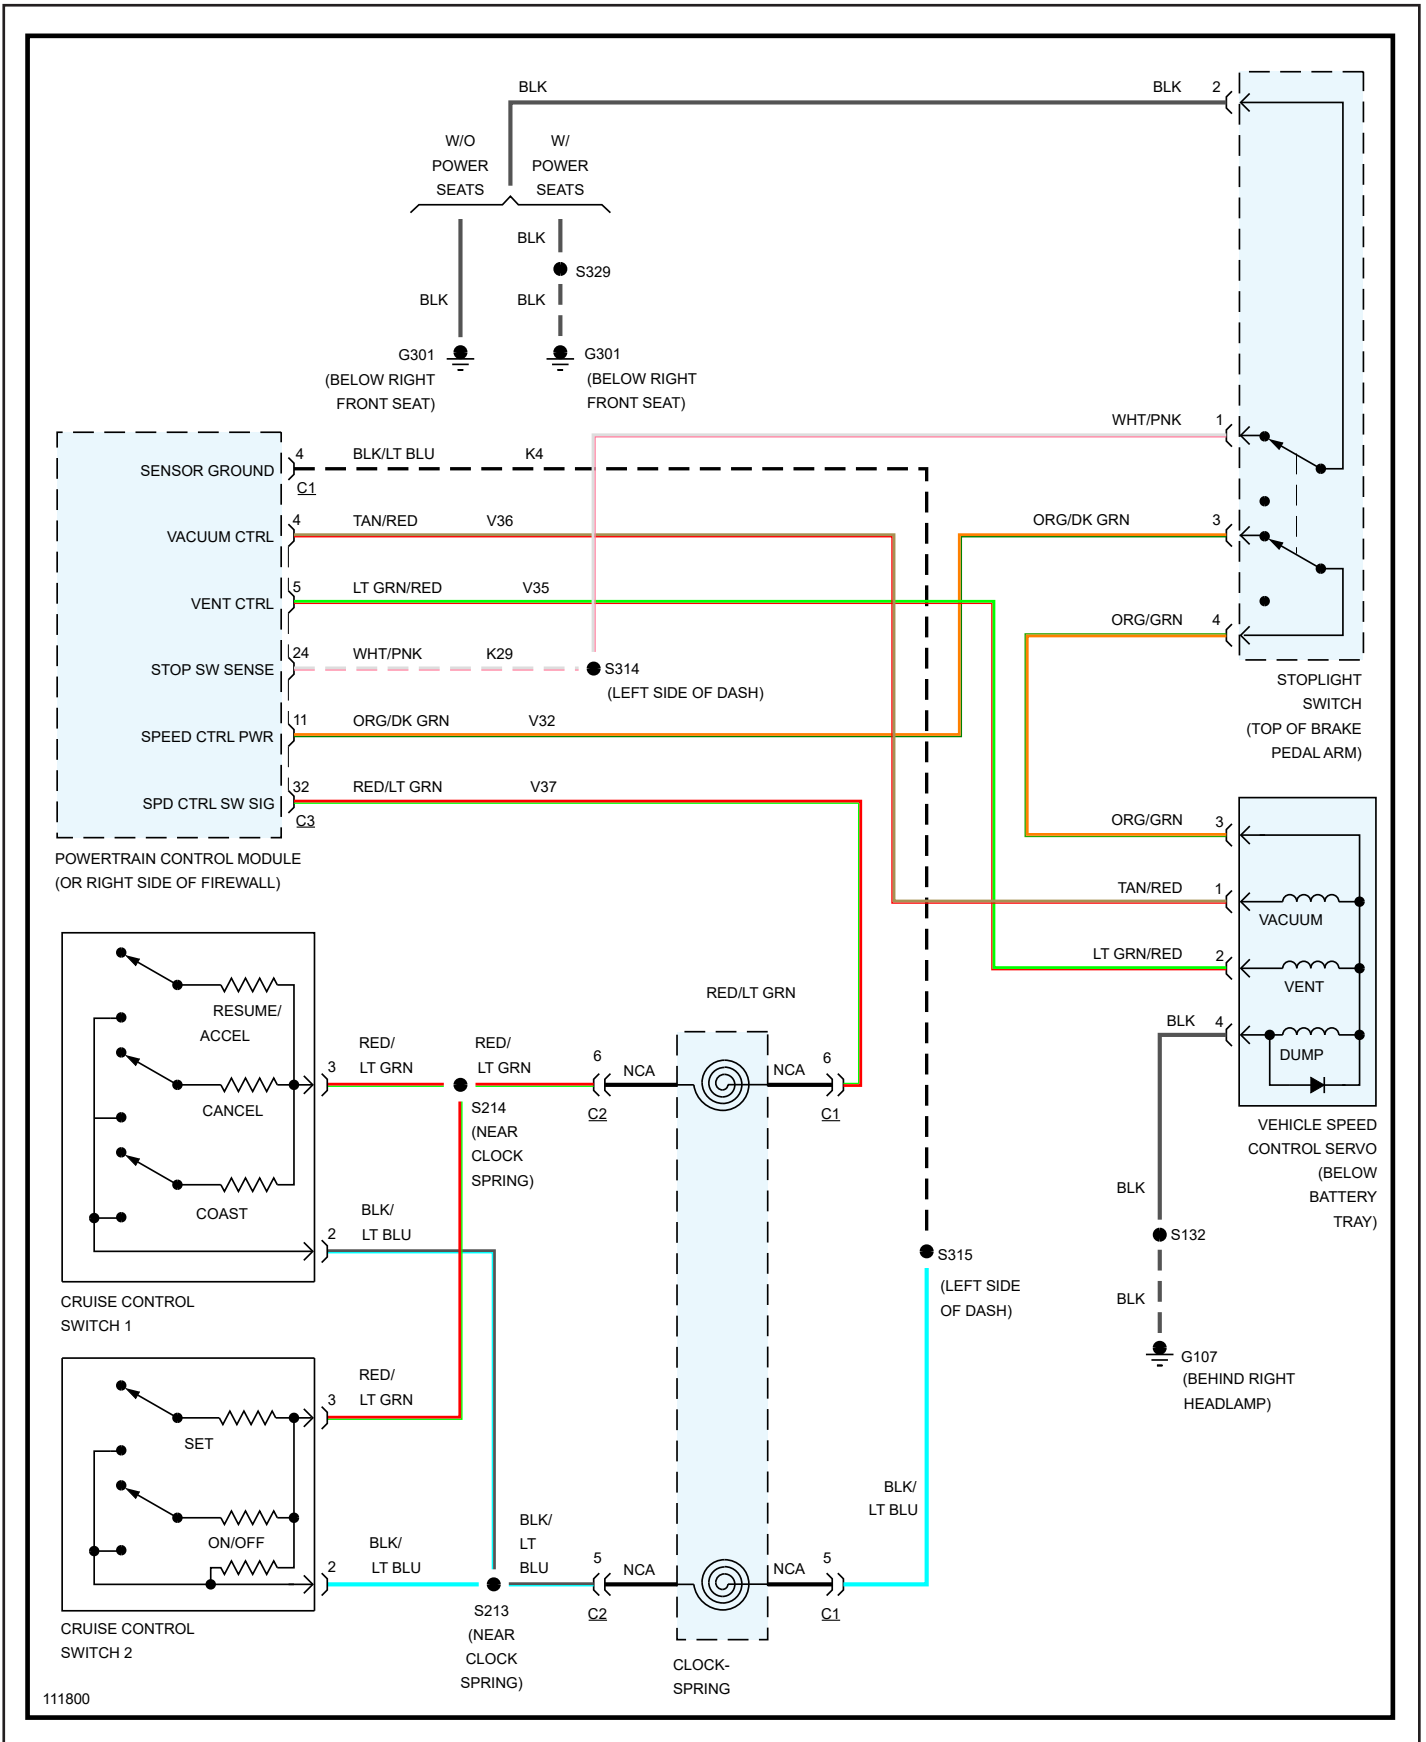 BLK
BLK 2
W/O
POWER
SEATS
W/
POWER
SEATS
BLK
S329
BLK
BLK
G301
(BELOW RIGHT
FRONT SEAT)
G301
(BELOW RIGHT
FRONT SEAT)
WHT/PNK 1
SENSOR GROUND 4 BLK/LT BLU K4
C1
VACUUM CTRL 4 TAN/RED V36
ORG/DK GRN 3
VENT CTRL 5 LT GRN/RED V35
ORG/GRN 4
STOP SW SENSE 24 WHT/PNK K29
S314
(LEFT SIDE OF DASH)
STOPLIGHT
SWITCH
(TOP OF BRAKE
PEDAL ARM)
SPEED CTRL PWR 11 ORG/DK GRN V32
SPD CTRL SW SIG 32 RED/LT GRN V37
C3
POWERTRAIN CONTROL MODULE
(OR RIGHT SIDE OF FIREWALL)
ORG/GRN 3
TAN/RED 1
VACUUM
LT GRN/RED 2
VENT
BLK 4
DUMP
VEHICLE SPEED
CONTROL SERVO
(BELOW
BATTERY
TRAY)
BLK
S132
BLK
G107
(BEHIND RIGHT
HEADLAMP)
RESUME/
ACCEL
CANCEL
COAST
3
RED/
LT GRN
RED/
LT GRN
S214
(NEAR
CLOCK
SPRING)
6
C2
NCA
RED/LT GRN
NCA
6
C1
2
BLK/
LT BLU
CRUISE CONTROL
SWITCH 1
S315
(LEFT SIDE
OF DASH)
SET
3
RED/
LT GRN
ON/OFF
2
BLK/
LT BLU
BLK/
LT
BLU
S213
(NEAR
CLOCK
SPRING)
5
C2
NCA
NCA
5
C1
BLK/
LT BLU
CRUISE CONTROL
SWITCH 2
CLOCK-
SPRING
111800